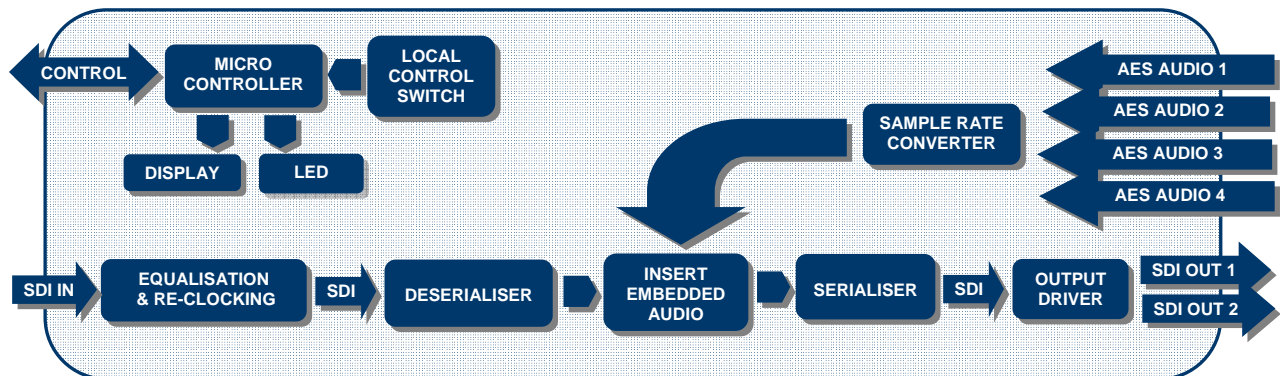 CONTROL
MICRO
CONTROLLER
LOCAL
CONTROL
SWITCH
DISPLAY
LED
SAMPLE RATE
CONVERTER
AES AUDIO 1
AES AUDIO 2
AES AUDIO 3
AES AUDIO 4
SDI IN
EQUALISATION
& RE-CLOCKING
SDI
DESERIALISER
INSERT
EMBEDDED
AUDIO
SERIALISER
SDI
OUTPUT
DRIVER
SDI OUT 1
SDI OUT 2